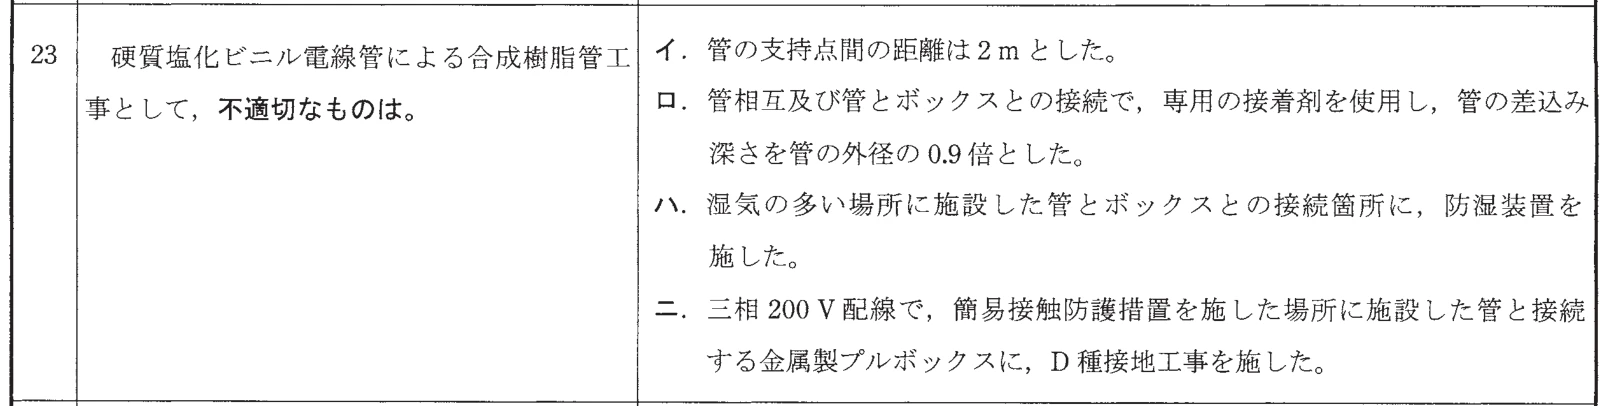 23
硬質塩化ビニル電線管による合成樹脂管工
事として，不適切なものは。
イ．管の支持点間の距離は 2 m とした。
ロ．管相互及び管とボックスとの接続で，専用の接着剤を使用し，管の差込み
深さを管の外径の 0.9 倍とした。
ハ．湿気の多い場所に施設した管とボックスとの接続箇所に，防湿装置を
施した。
ニ．三相 200 V 配線で，簡易接触防護措置を施した場所に施設した管と接続
する金属製プルボックスに，D 種接地工事を施した。